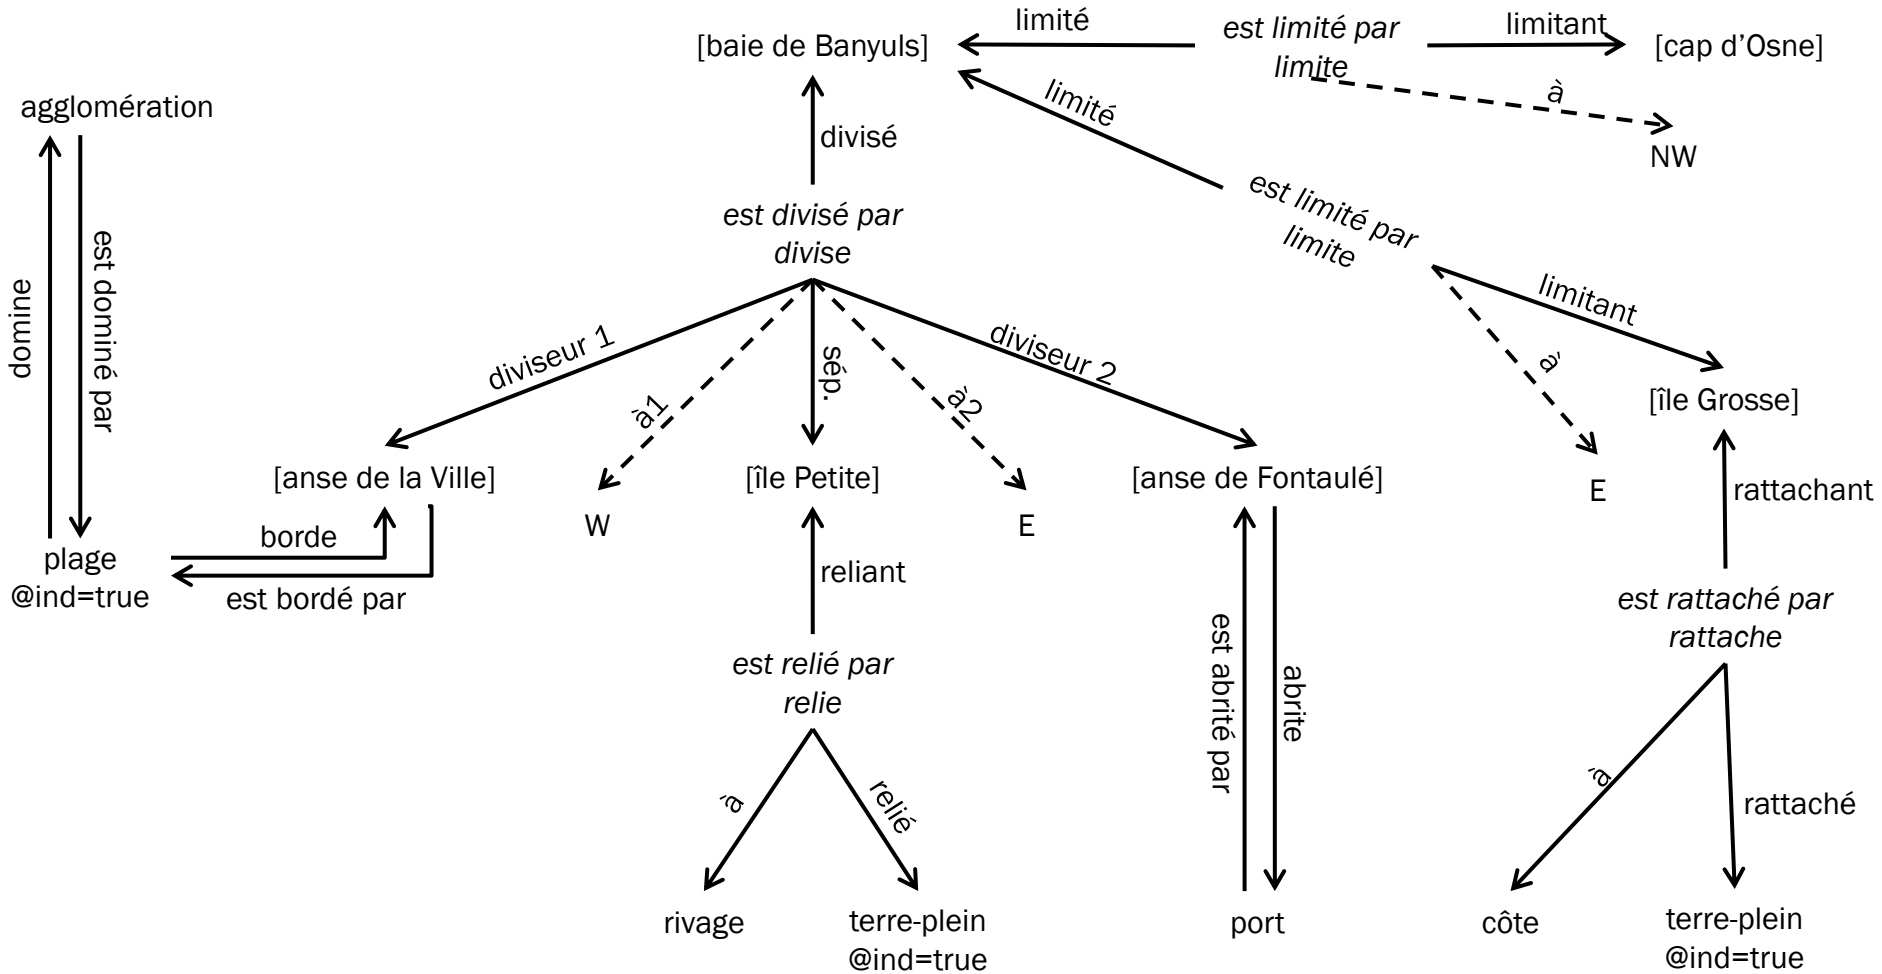 limité
est limité par
limite
limitant
[baie de Banyuls]
[cap d’Osne]
à
NW
agglomération
divisé
limité
est divisé par
divise
est limité par
limite
domine
est dominé par
diviseur 1
à1
sép.
à2
diviseur 2
limitant
à
[île Grosse]
[anse de la Ville]
W
[île Petite]
E
[anse de Fontaulé]
E
rattachant
borde
plage
@ind=true
est bordé par
reliant
est relié par
relie
est abrité par
abrite
est rattaché par
rattache
à
relié
à
rattaché
rivage
terre-plein
@ind=true
port
côte
terre-plein
@ind=true